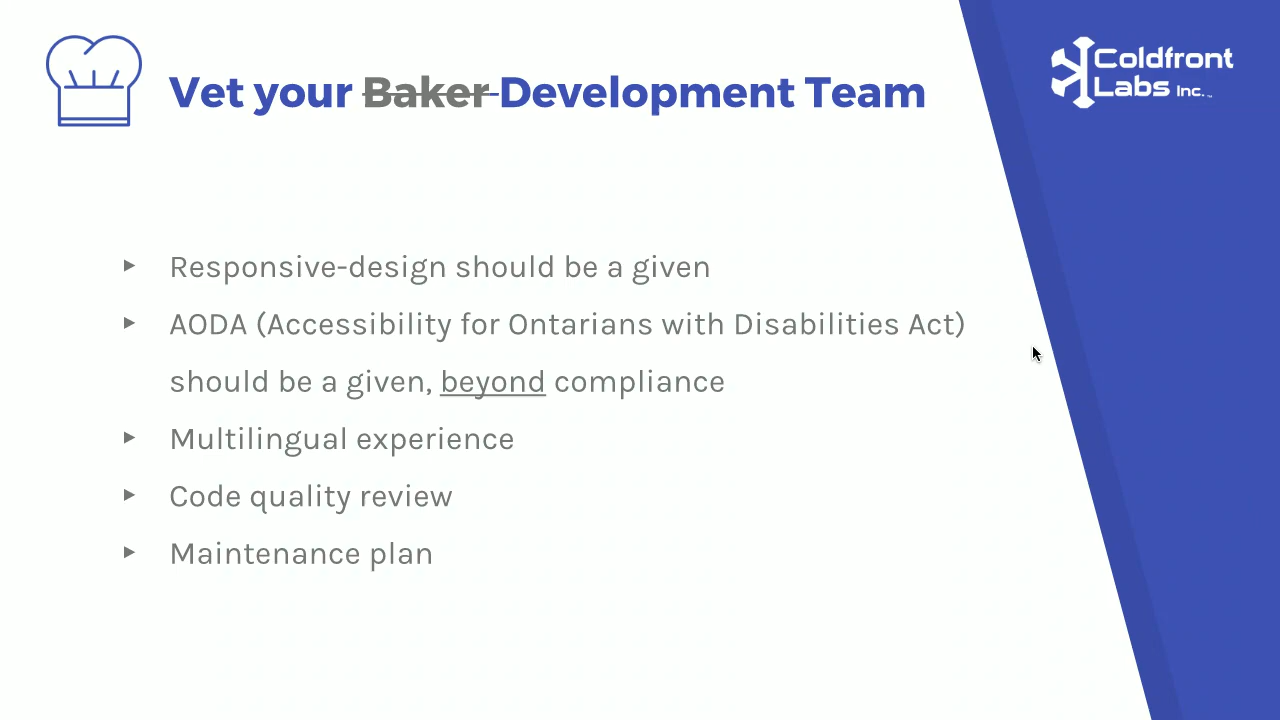 Vet your Baker Development Team
Coldfront
Labs Inc.™
Responsive-design should be a given
AODA (Accessibility for Ontarians with Disabilities Act)
should be a given, beyond compliance
Multilingual experience
Code quality review
Maintenance plan